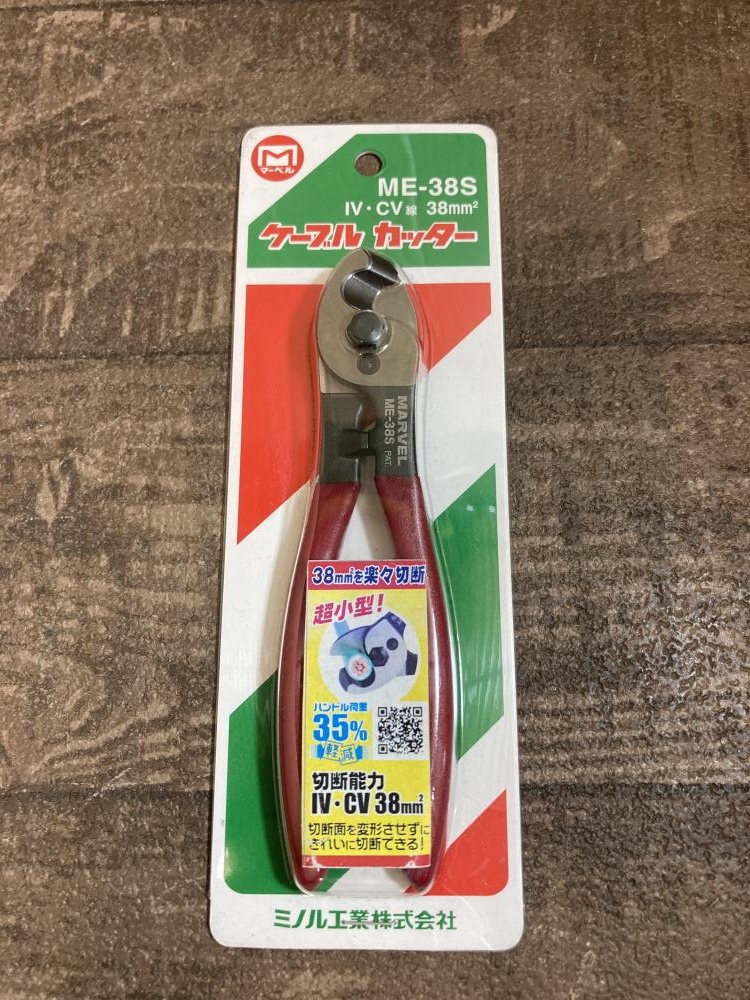 マーベル
ME-38S
IV・CV線 38mm²
ケーブル カッター
MARVEL
ME-38S PAT.
38mm²を楽々切断
超小型!
ハンドル荷重
35%
軽減
切断能力
IV・CV 38mm²
切断面を変形させずに
きれいに切断できる!
ミノル工業株式会社